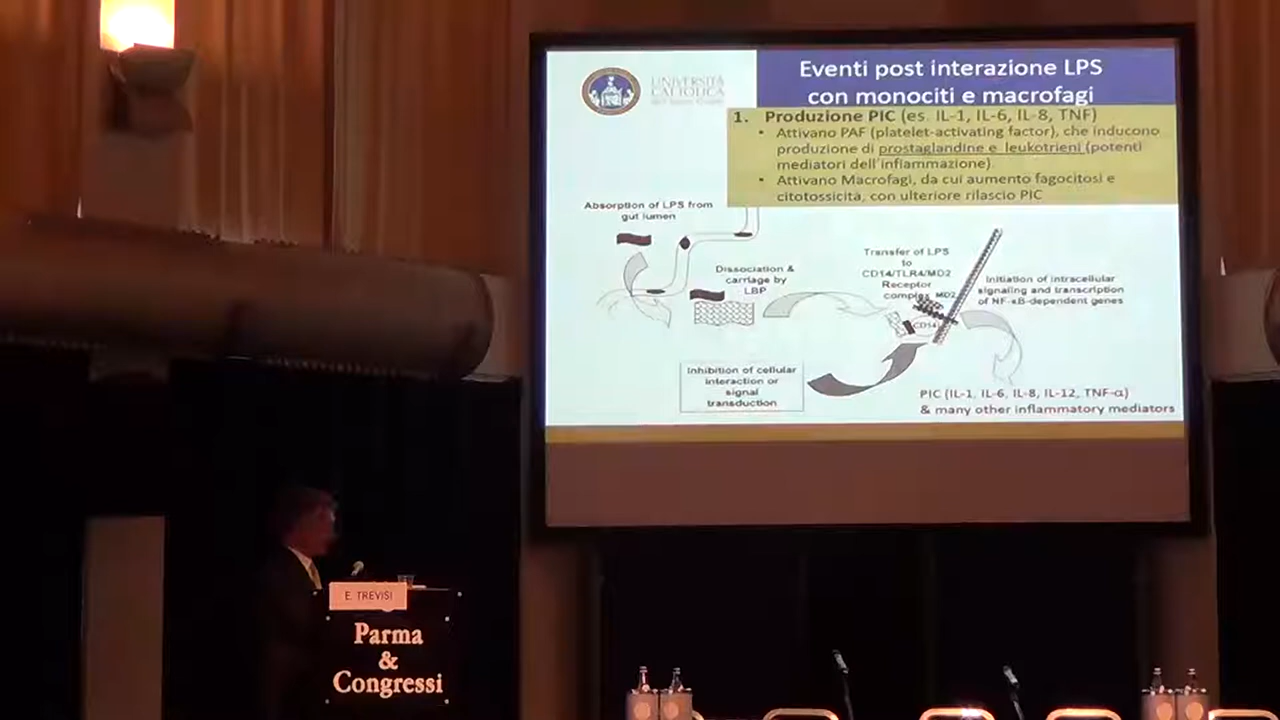 UNIVERSITÀ
CATTOLICA
Eventi post interazione LPS
con monociti e macrofagi
1. Produzione PIC (es. IL-1, IL-6, IL-8, TNF)
• Attivano PAF (platelet-activating factor), che inducono
produzione di prostaglandine e leukotrieni (potenti
mediatori dell'infiammazione).
• Attivano Macrofagi, da cui aumento fagocitosi e
citotossicità, con ulteriore rilascio PIC
Absorption of LPS from
gut lumen
Dissociation &
carriage by
LBP
Transfer of LPS
to
CD14/TLR4/MD2
Receptor
complex
MD2
CD14
Initiation of intracellular
signaling and transcription
of NF-κB-dependent genes
Inhibition of cellular
interaction or
signal
transduction
PIC (IL-1, IL-6, IL-8, IL-12, TNF-α)
& many other inflammatory mediators
E. TREVISI
Parma
&
Congressi